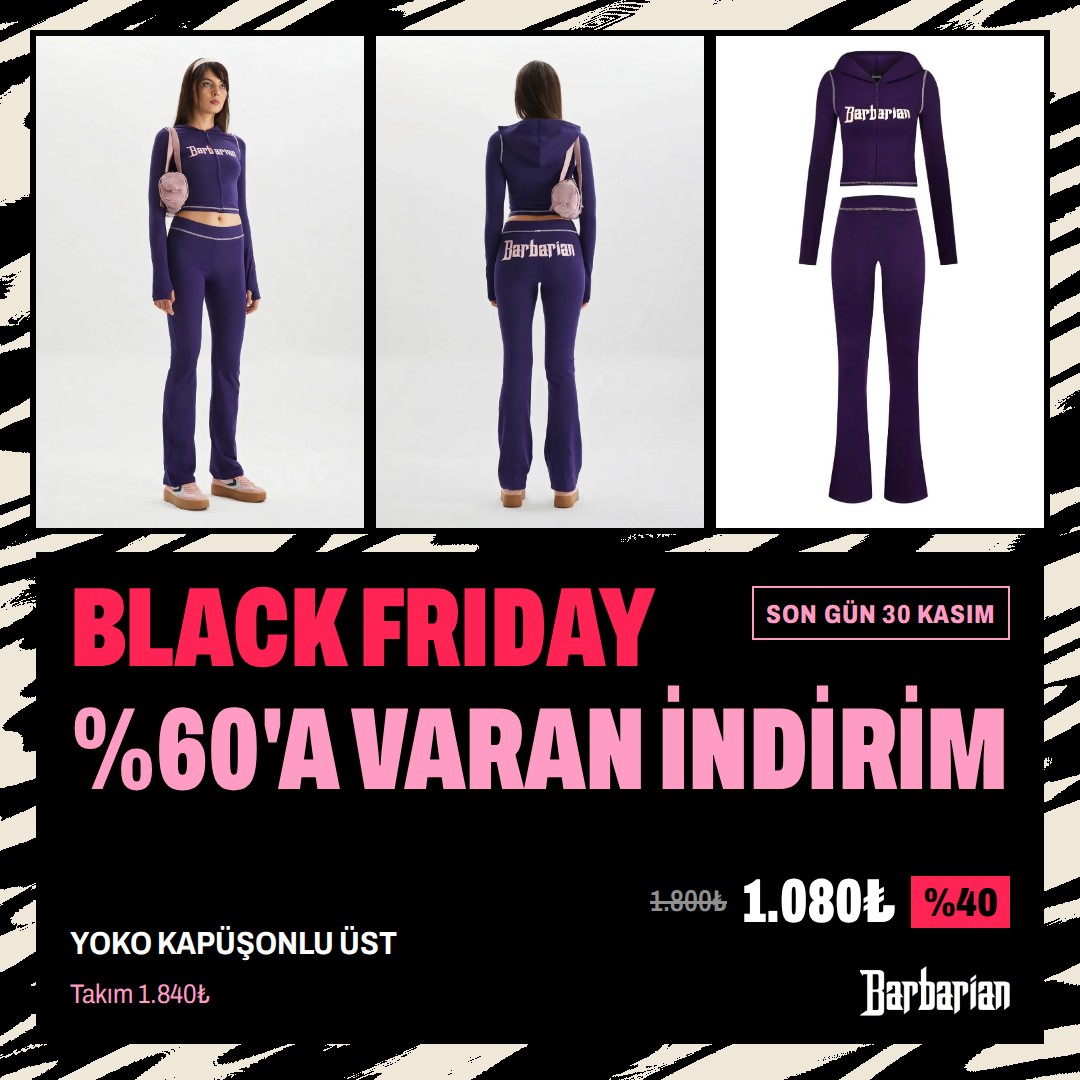 Barbarian
Barbarian
Barbarian
BLACK FRIDAY
SON GÜN 30 KASIM
%60'A VARAN İNDİRİM
1.800₺ 1.080₺ %40
YOKO KAPÜŞONLU ÜST
Takım 1.840₺
Barbarian